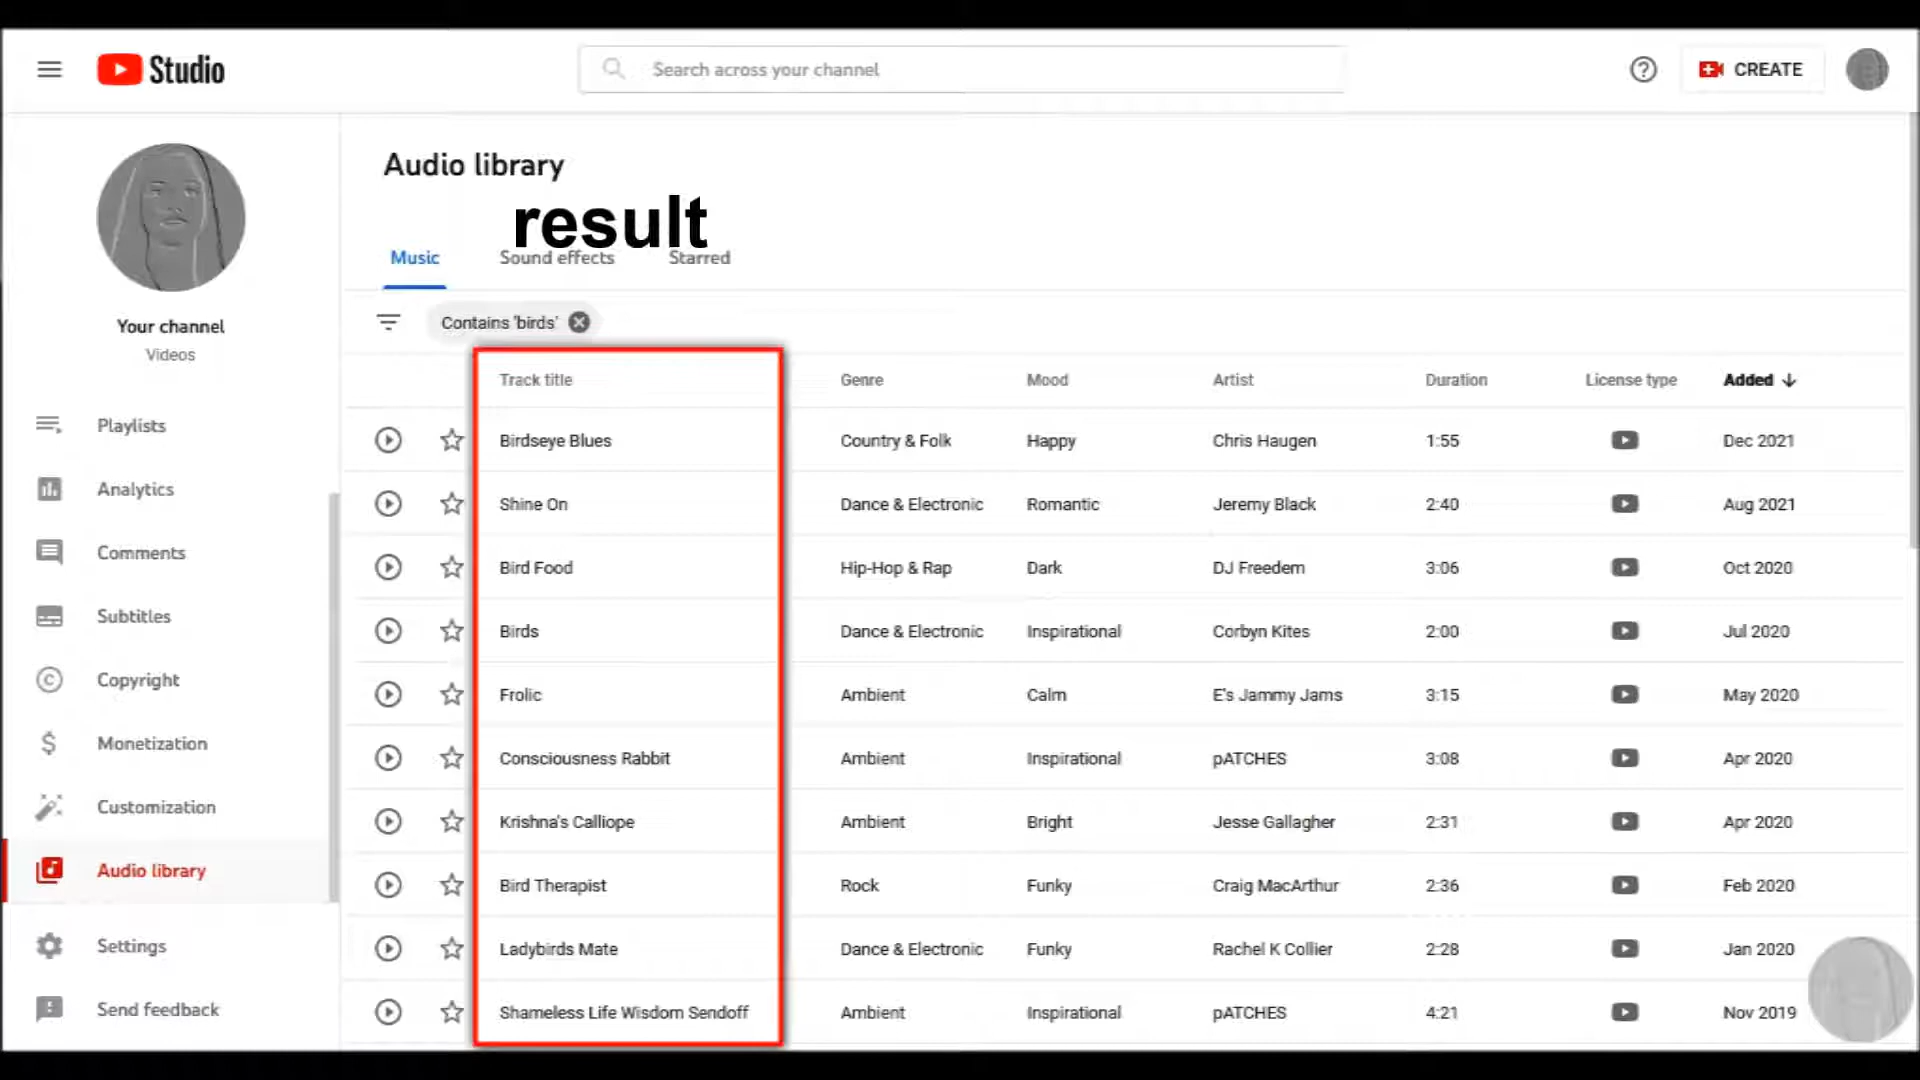 Studio
Search across your channel
CREATE
Audio library
result
Music Sound effects Starred
Your channel
Videos
Contains 'birds'
Track title Genre Mood Artist Duration License type Added
Playlists
Birdseye Blues Country & Folk Happy Chris Haugen 1:55 Dec 2021
Analytics
Shine On Dance & Electronic Romantic Jeremy Black 2:40 Aug 2021
Comments
Bird Food Hip-Hop & Rap Dark DJ Freedem 3:06 Oct 2020
Subtitles
Birds Dance & Electronic Inspirational Corbyn Kites 2:00 Jul 2020
Copyright
Frolic Ambient Calm E's Jammy Jams 3:15 May 2020
Monetization
Consciousness Rabbit Ambient Inspirational pATCHES 3:08 Apr 2020
Customization
Krishna's Calliope Ambient Bright Jesse Gallagher 2:31 Apr 2020
Audio library
Bird Therapist Rock Funky Craig MacArthur 2:36 Feb 2020
Settings
Ladybirds Mate Dance & Electronic Funky Rachel K Collier 2:28 Jan 2020
Send feedback
Shameless Life Wisdom Sendoff Ambient Inspirational pATCHES 4:21 Nov 2019